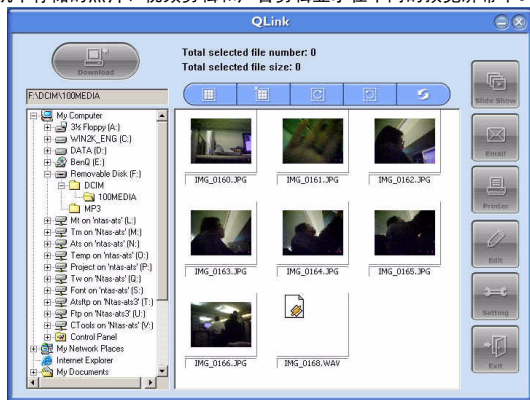 QLink
Download
Total selected file number: 0
Total selected file size: 0
F:\DCIM\100MEDIA
My Computer
3½ Floppy (A:)
WIN2K_ENG (C:)
DATA (D:)
BenQ (E:)
Removable Disk (F:)
DCIM
100MEDIA
MP3
Mt on 'ntas-ats' (L:)
Tm on 'Ntas-ats' (M:)
Ats on 'Ntas-ats' (N:)
Temp on 'ntas-ats' (O:)
Project on 'ntas-ats' (P:)
Tw on 'Ntas-ats' (Q:)
Font on 'Ntas-ats' (S:)
AtsRp on 'Ntas-ats3' (T:)
Ftp on 'Ntas-ats3' (U:)
CTools on 'Ntas-ats' (V:)
Control Panel
My Network Places
Internet Explorer
My Documents
IMG_0160.JPG
IMG_0161.JPG
IMG_0162.JPG
IMG_0163.JPG
IMG_0164.JPG
IMG_0165.JPG
IMG_0166.JPG
IMG_0168.WAV
Slide Show
Email
Printer
Edit
Setting
Exit